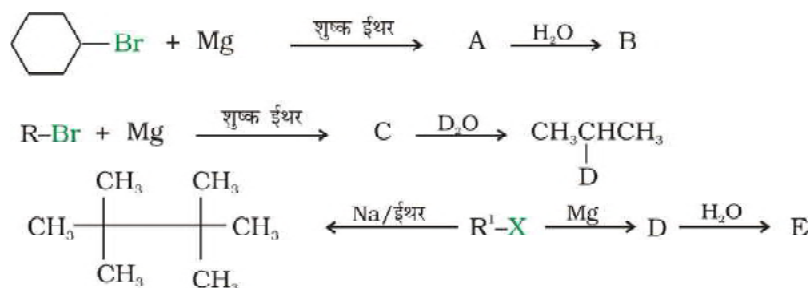 Br + Mg शुष्क ईथर A H₂O B
R–Br + Mg शुष्क ईथर C D₂O CH₃CHCH₃
D
CH₃ CH₃
CH₃ CH₃ Na/ईथर R¹–X Mg D H₂O E
CH₃ CH₃